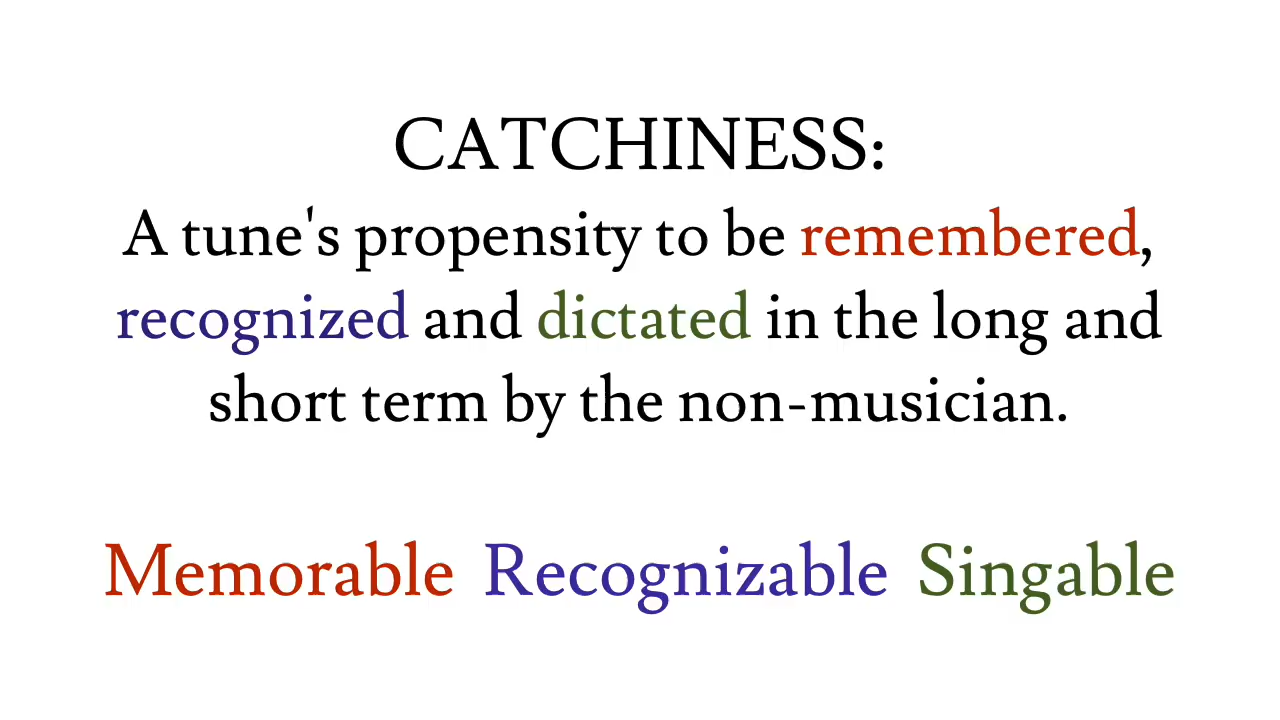 CATCHINESS:
A tune's propensity to be remembered,
recognized and dictated in the long and
short term by the non-musician.
Memorable Recognizable Singable